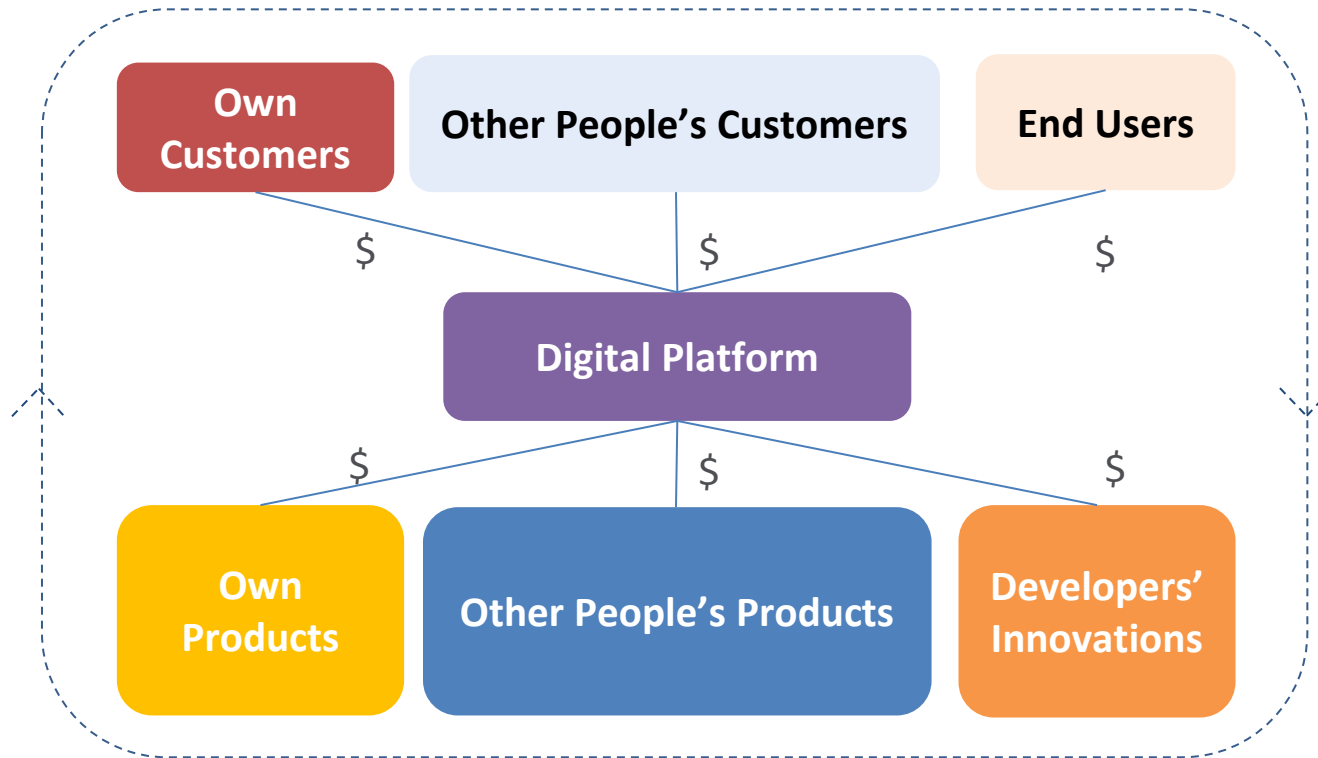 Own
Customers
Other People’s Customers
End Users
$
$
$
Digital Platform
$
$
$
Own
Products
Other People’s Products
Developers’
Innovations